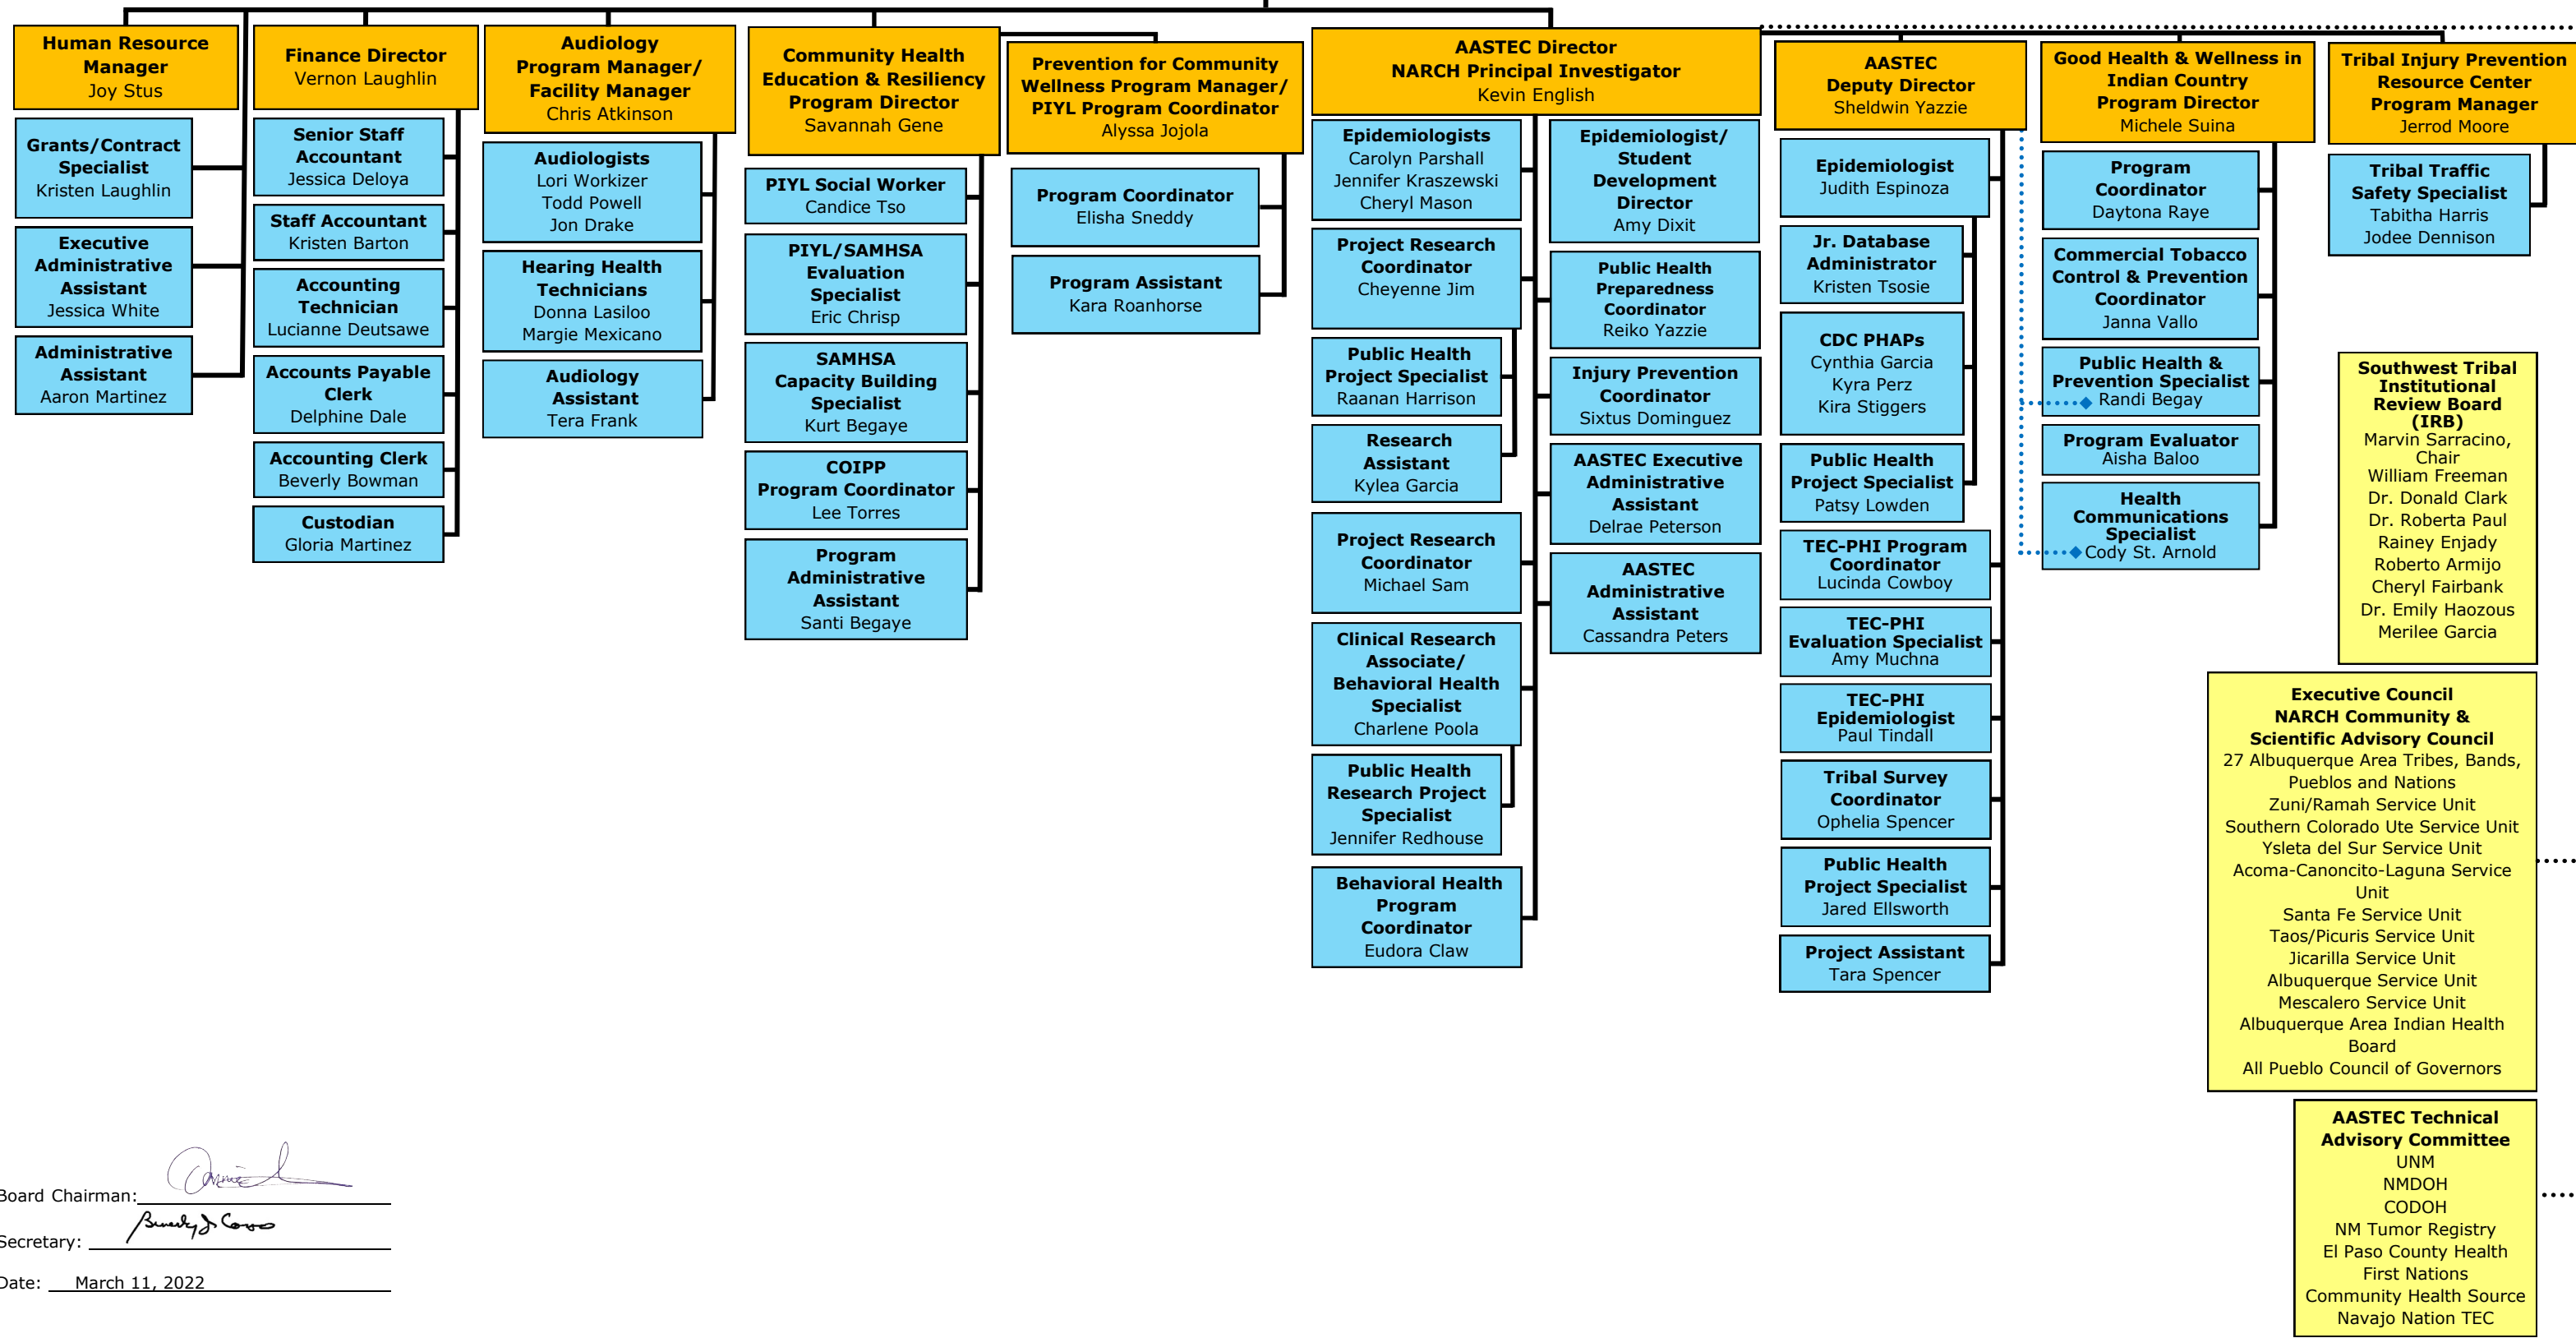 Human Resource
Manager
Joy Stus
Grants/Contract
Specialist
Kristen Laughlin
Executive
Administrative
Assistant
Jessica White
Administrative
Assistant
Aaron Martinez
Finance Director
Vernon Laughlin
Senior Staff
Accountant
Jessica Deloya
Staff Accountant
Kristen Barton
Accounting
Technician
Lucianne Deutsawe
Accounts Payable
Clerk
Delphine Dale
Accounting Clerk
Beverly Bowman
Custodian
Gloria Martinez
Audiology
Program Manager/
Facility Manager
Chris Atkinson
Audiologists
Lori Workizer
Todd Powell
Jon Drake
Hearing Health
Technicians
Donna Lasiloo
Margie Mexicano
Audiology
Assistant
Tera Frank
Community Health
Education & Resiliency
Program Director
Savannah Gene
PIYL Social Worker
Candice Tso
PIYL/SAMHSA
Evaluation
Specialist
Eric Chrisp
SAMHSA
Capacity Building
Specialist
Kurt Begaye
COIPP
Program Coordinator
Lee Torres
Program
Administrative
Assistant
Santi Begaye
Prevention for Community
Wellness Program Manager/
PIYL Program Coordinator
Alyssa Jojola
Program Coordinator
Elisha Sneddy
Program Assistant
Kara Roanhorse
AASTEC Director
NARCH Principal Investigator
Kevin English
Epidemiologists
Carolyn Parshall
Jennifer Kraszewski
Cheryl Mason
Project Research
Coordinator
Cheyenne Jim
Public Health
Project Specialist
Raanan Harrison
Research
Assistant
Kylea Garcia
Project Research
Coordinator
Michael Sam
Clinical Research
Associate/
Behavioral Health
Specialist
Charlene Poola
Public Health
Research Project
Specialist
Jennifer Redhouse
Behavioral Health
Program
Coordinator
Eudora Claw
Epidemiologist/
Student
Development
Director
Amy Dixit
Public Health
Preparedness
Coordinator
Reiko Yazzie
Injury Prevention
Coordinator
Sixtus Dominguez
AASTEC Executive
Administrative
Assistant
Delrae Peterson
AASTEC
Administrative
Assistant
Cassandra Peters
AASTEC
Deputy Director
Sheldwin Yazzie
Epidemiologist
Judith Espinoza
Jr. Database
Administrator
Kristen Tsosie
CDC PHAPs
Cynthia Garcia
Kyra Perz
Kira Stiggers
Public Health
Project Specialist
Patsy Lowden
TEC-PHI Program
Coordinator
Lucinda Cowboy
TEC-PHI
Evaluation Specialist
Amy Muchna
TEC-PHI
Epidemiologist
Paul Tindall
Tribal Survey
Coordinator
Ophelia Spencer
Public Health
Project Specialist
Jared Ellsworth
Project Assistant
Tara Spencer
Good Health & Wellness in
Indian Country
Program Director
Michele Suina
Program
Coordinator
Daytona Raye
Commercial Tobacco
Control & Prevention
Coordinator
Janna Vallo
Public Health &
Prevention Specialist
Randi Begay
Program Evaluator
Aisha Baloo
Health
Communications
Specialist
Cody St. Arnold
Tribal Injury Prevention
Resource Center
Program Manager
Jerrod Moore
Tribal Traffic
Safety Specialist
Tabitha Harris
Jodee Dennison
Southwest Tribal
Institutional
Review Board
(IRB)
Marvin Sarracino,
Chair
William Freeman
Dr. Donald Clark
Dr. Roberta Paul
Rainey Enjady
Roberto Armijo
Cheryl Fairbank
Dr. Emily Haozous
Merilee Garcia
Executive Council
NARCH Community &
Scientific Advisory Council
27 Albuquerque Area Tribes, Bands,
Pueblos and Nations
Zuni/Ramah Service Unit
Southern Colorado Ute Service Unit
Ysleta del Sur Service Unit
Acoma-Canoncito-Laguna Service
Unit
Santa Fe Service Unit
Taos/Picuris Service Unit
Jicarilla Service Unit
Albuquerque Service Unit
Mescalero Service Unit
Albuquerque Area Indian Health
Board
All Pueblo Council of Governors
AASTEC Technical
Advisory Committee
UNM
NMDOH
CODOH
NM Tumor Registry
El Paso County Health
First Nations
Community Health Source
Navajo Nation TEC
Board Chairman:
Secretary:
Date: March 11, 2022